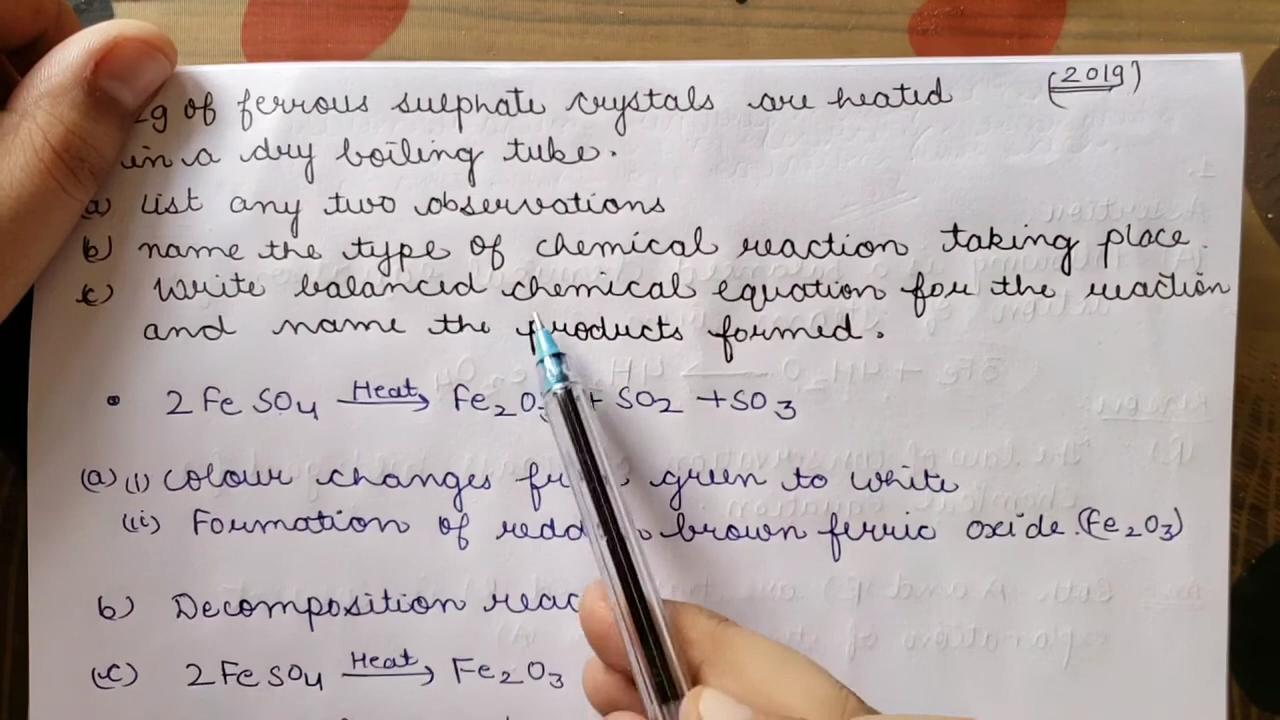 2g of ferrous sulphate crystals are heated (2019)
in a dry boiling tube.
a) List any two observations
b) name the type of chemical reaction taking place.
c) Write balanced chemical equation for the reaction
and name the products formed.
• 2 FeSO4 —Heat→ Fe2O3 + SO2 + SO3
(a) (i) Colour changes green to white
(ii) Formation of brown ferric oxide. (Fe2O3)
b) Decomposition
(c) 2 FeSO4 —Heat→ Fe2O3